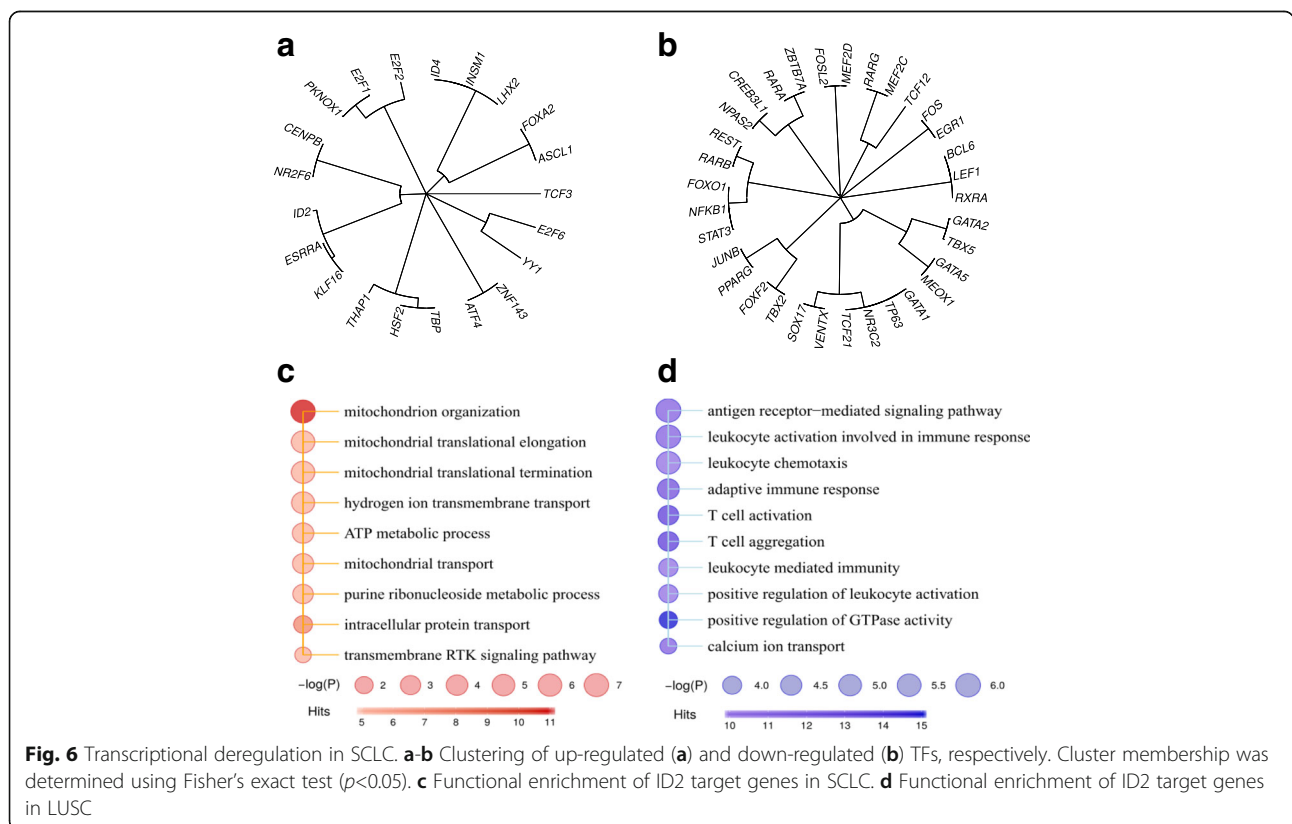 a
b
ID4
INSM1
LHX2
FOXA2
ASCL1
TCF3
E2F6
YY1
ZNF143
ATF4
TBP
HSF2
THAP1
KLF16
ESRRA
ID2
NR2F6
CENPB
PKNOX1
E2F1
E2F2
FOSL2
MEF2D
RARG
MEF2C
TCF12
FOS
EGR1
BCL6
LEF1
RXRA
GATA2
TBX5
GATA5
MEOX1
GATA1
TP63
NR3C2
TCF21
VENTX
SOX17
TBX2
FOXF2
PPARG
JUNB
STAT3
NFKB1
FOXO1
RARB
REST
NPAS2
CREB3L1
RARA
ZBTB7A
c
mitochondrion organization
mitochondrial translational elongation
mitochondrial translational termination
hydrogen ion transmembrane transport
ATP metabolic process
mitochondrial transport
purine ribonucleoside metabolic process
intracellular protein transport
transmembrane RTK signaling pathway
−log(P) 2 3 4 5 6 7
Hits
5 6 7 8 9 10 11
d
antigen receptor−mediated signaling pathway
leukocyte activation involved in immune response
leukocyte chemotaxis
adaptive immune response
T cell activation
T cell aggregation
leukocyte mediated immunity
positive regulation of leukocyte activation
positive regulation of GTPase activity
calcium ion transport
−log(P) 4.0 4.5 5.0 5.5 6.0
Hits
10 11 12 13 14 15
Fig. 6 Transcriptional deregulation in SCLC. a-b Clustering of up-regulated (a) and down-regulated (b) TFs, respectively. Cluster membership was
determined using Fisher's exact test (p<0.05). c Functional enrichment of ID2 target genes in SCLC. d Functional enrichment of ID2 target genes
in LUSC